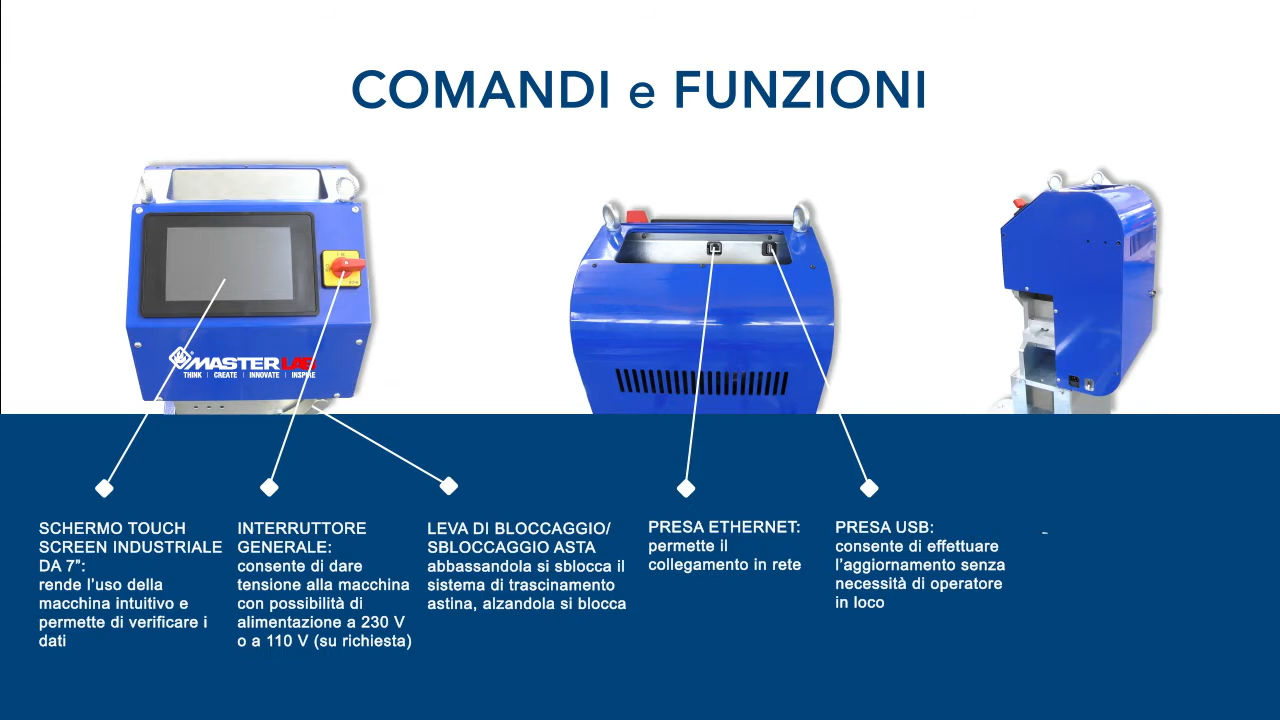 COMANDI e FUNZIONI
MASTERLAB
THINK | CREATE | INNOVATE | INSPIRE
SCHERMO TOUCH
SCREEN INDUSTRIALE
DA 7”:
rende l’uso della
macchina intuitivo e
permette di verificare i
dati
INTERRUTTORE
GENERALE:
consente di dare
tensione alla macchina
con possibilità di
alimentazione a 230 V
o a 110 V (su richiesta)
LEVA DI BLOCCAGGIO/
SBLOCCAGGIO ASTA
abbassandola si sblocca il
sistema di trascinamento
astina, alzandola si blocca
PRESA ETHERNET:
permette il
collegamento in rete
PRESA USB:
consente di effettuare
l’aggiornamento senza
necessità di operatore
in loco